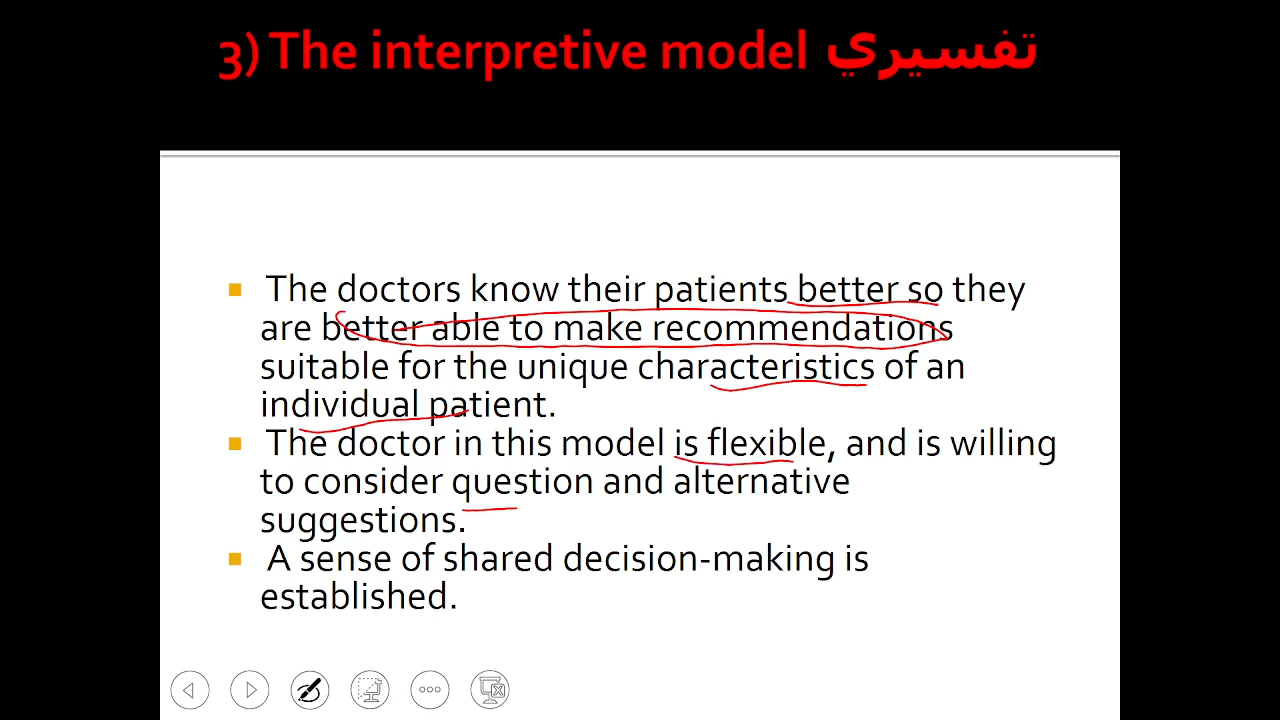 3) The interpretive model تفسيري
The doctors know their patients better so they
are better able to make recommendations
suitable for the unique characteristics of an
individual patient.
The doctor in this model is flexible, and is willing
to consider question and alternative
suggestions.
A sense of shared decision-making is
established.